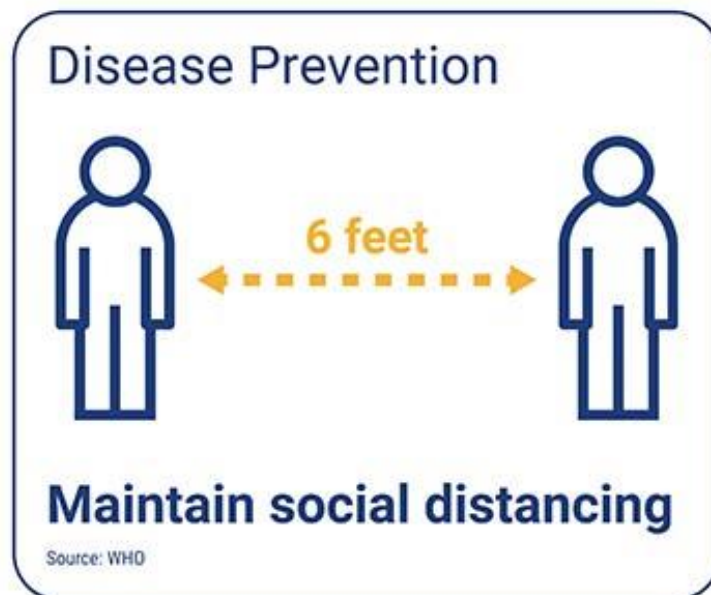 Disease Prevention
6 feet
Maintain social distancing
Source: WHO